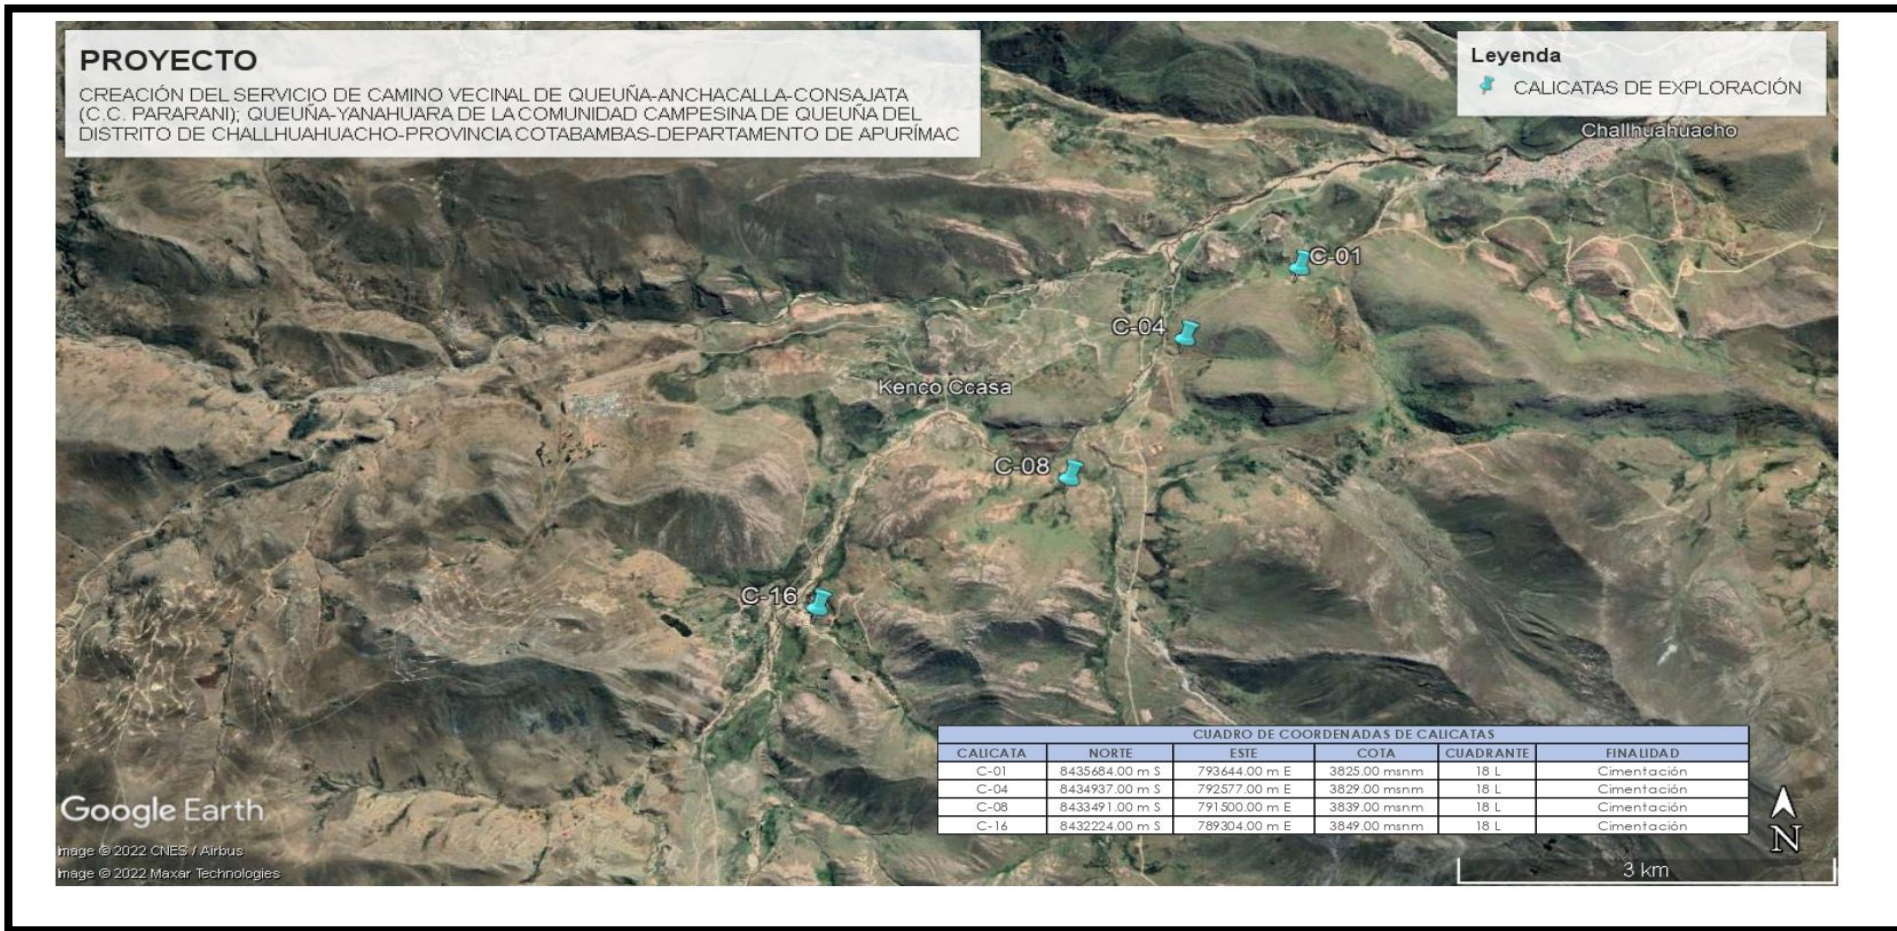 PROYECTO
CREACIÓN DEL SERVICIO DE CAMINO VECINAL DE QUEUÑA-ANCHACALLA-CONSAJATA
(C.C. PARARANI); QUEUÑA-YANAHUARA DE LA COMUNIDAD CAMPESINA DE QUEUÑA DEL
DISTRITO DE CHALLHUAHUACHO-PROVINCIA COTABAMBAS-DEPARTAMENTO DE APURÍMAC
Leyenda
CALICATAS DE EXPLORACIÓN
Challhuahuacho
C-01
C-04
Kenco Ccasa
C-08
C-16
CUADRO DE COORDENADAS DE CALICATAS
CALICATA NORTE ESTE COTA CUADRANTE FINALIDAD
C-01 8435684.00 m S 793644.00 m E 3825.00 msnm 18 L Cimentación
C-04 8434937.00 m S 792577.00 m E 3829.00 msnm 18 L Cimentación
C-08 8433491.00 m S 791500.00 m E 3839.00 msnm 18 L Cimentación
C-16 8432224.00 m S 789304.00 m E 3849.00 msnm 18 L Cimentación
Google Earth
Image © 2022 CNES / Airbus
Image © 2022 Maxar Technologies
N
3 km